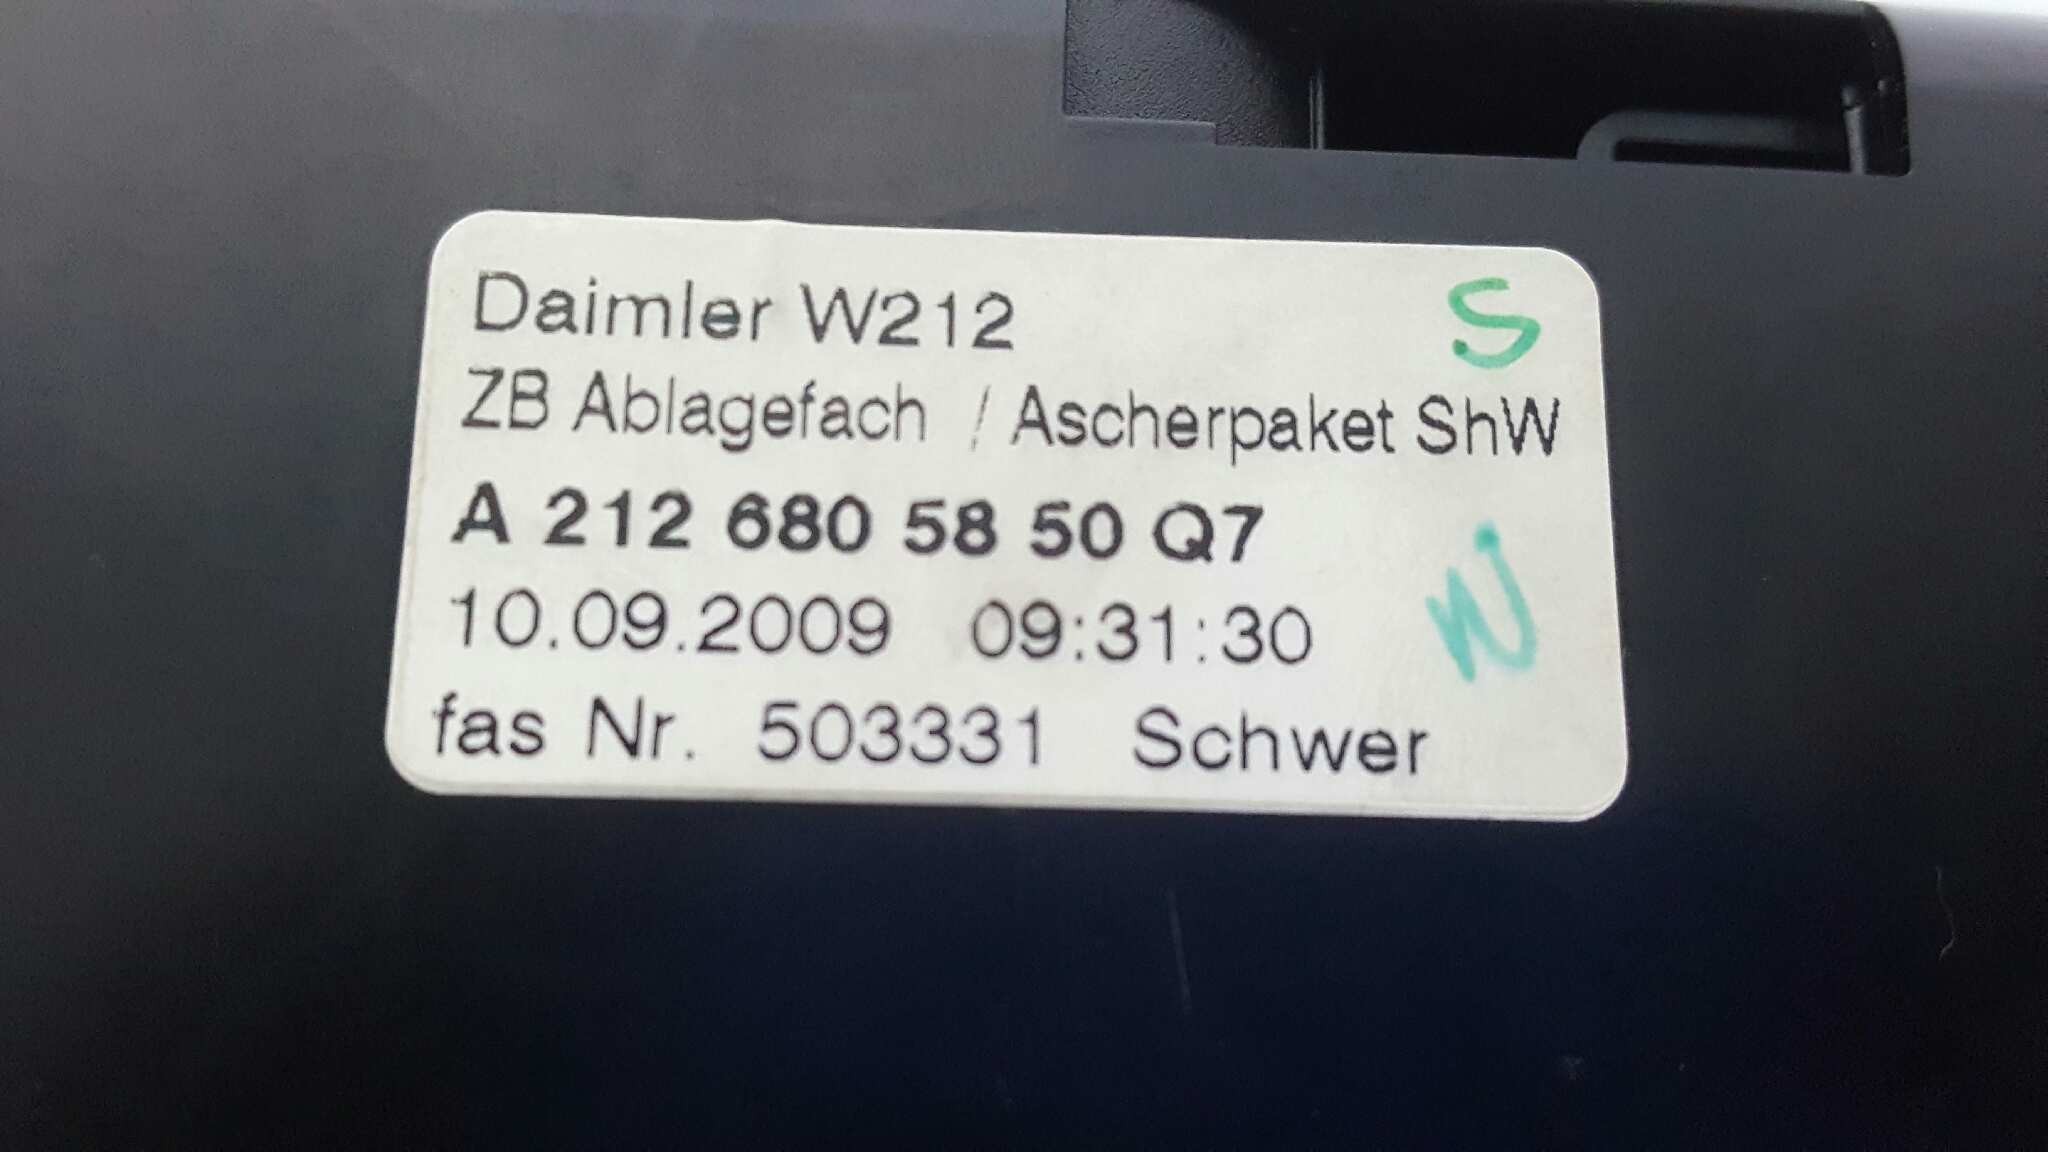 Daimler W212
S
ZB Ablagefach / Ascherpaket ShW
A 212 680 58 50 Q7
10.09.2009 09:31:30
fas Nr. 503331 Schwer